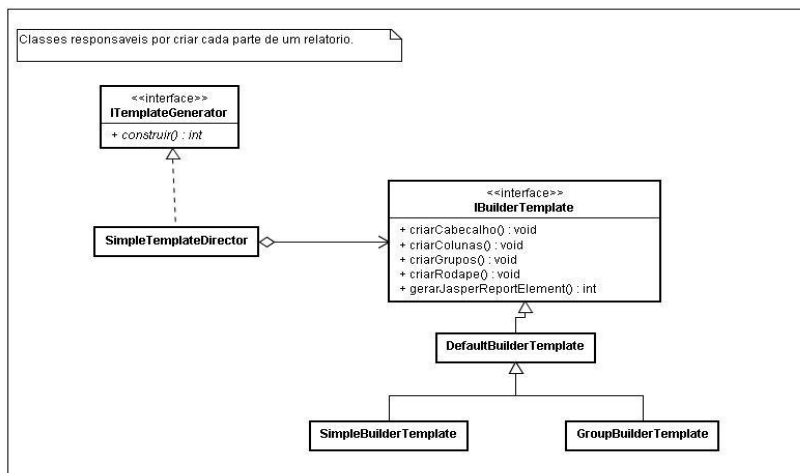 Classes responsaveis por criar cada parte de um relatorio.
<<interface>>
ITemplateGenerator
+ construir() : int
<<interface>>
IBuilderTemplate
+ criarCabecalho() : void
+ criarColunas() : void
+ criarGrupos() : void
+ criarRodape() : void
+ gerarJasperReportElement() : int
SimpleTemplateDirector
DefaultBuilderTemplate
SimpleBuilderTemplate
GroupBuilderTemplate